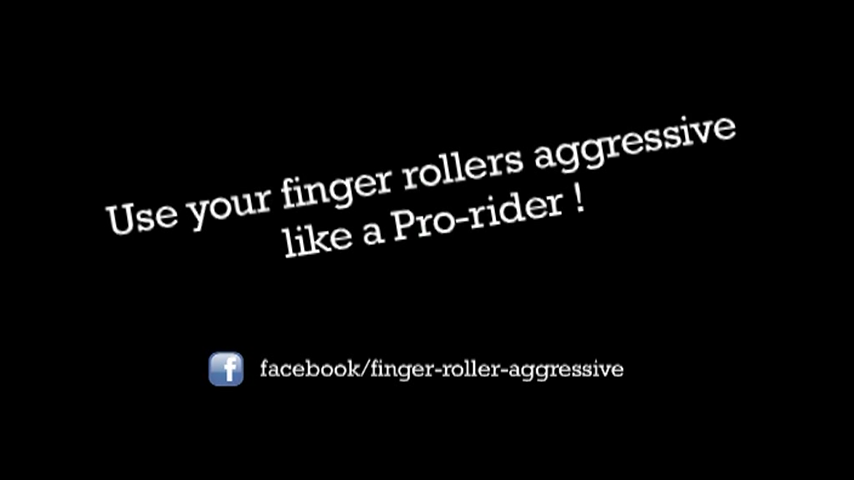 Use your finger rollers aggressive
like a Pro-rider !
facebook/finger-roller-aggressive